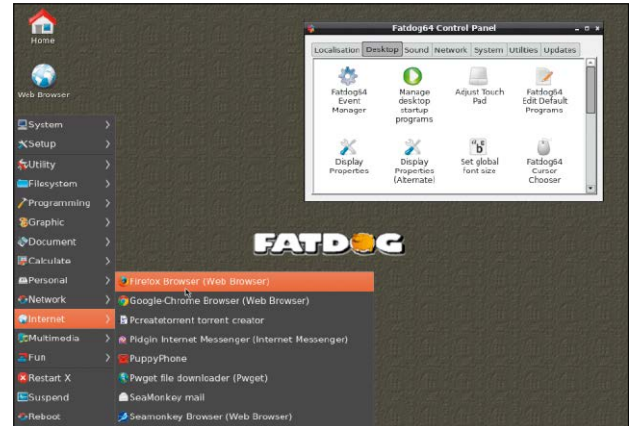 Home
Web Browser
Fatdog64 Control Panel
Localisation Desktop Sound Network System Utilties Updates
Fatdog64
Event
Manager
Manage
desktop
startup
programs
Adjust Touch
Pad
Fatdog64
Edit Default
Programs
Display
Properties
Display
Properties
(Alternate)
Set global
font size
Fatdog64
Cursor
Chooser
FATDOG
System
Setup
Utility
Filesystem
Programming
Graphic
Document
Calculate
Personal
Network
Internet
Multimedia
Fun
Restart X
Suspend
Reboot
Firefox Browser (Web Browser)
Google-Chrome Browser (Web Browser)
Pcreatetorrent torrent creator
Pidgin Internet Messenger (Internet Messenger)
PuppyPhone
Pwget file downloader (Pwget)
SeaMonkey mail
Seamonkey Browser (Web Browser)